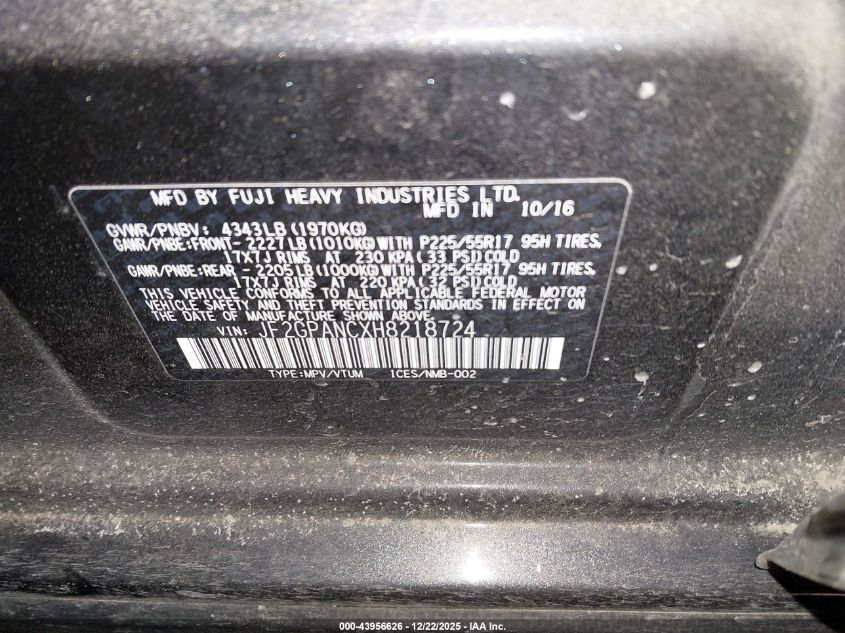 MFD BY FUJI HEAVY INDUSTRIES LTD.
MFD IN 10/16
GVWR/PNBV: 4343LB(1970KG)
GAWR/PNBE:FRONT-2227LB(1010KG)WITH P225/55R17 95H TIRES,
17X7J RIMS AT 230 KPA(33 PSI)COLD
GAWR/PNBE:REAR -2205LB(1000KG)WITH P225/55R17 95H TIRES,
17X7J RIMS AT 220 KPA(32 PSI)COLD
THIS VEHICLE CONFORMS TO ALL APPLICABLE FEDERAL MOTOR
VEHICLE SAFETY AND THEFT PREVENTION STANDARDS IN EFFECT ON
THE DATE OF MANUFACTURE SHOWN ABOVE.
VIN: JF2GPANCXH8218724
TYPE:MPV/VTUM ICES/NMB-002
000-43956626 - 12/22/2025 - IAA Inc.